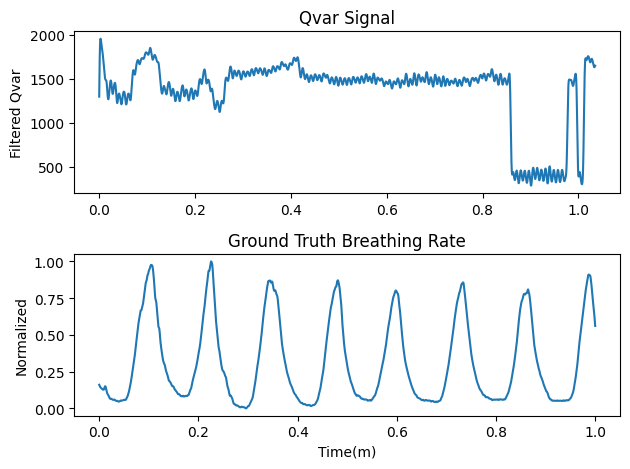 Qvar Signal
Filtered Qvar
2000
1500
1000
500
0.0 0.2 0.4 0.6 0.8 1.0
Ground Truth Breathing Rate
Normalized
1.00
0.75
0.50
0.25
0.00
0.0 0.2 0.4 0.6 0.8 1.0
Time(m)